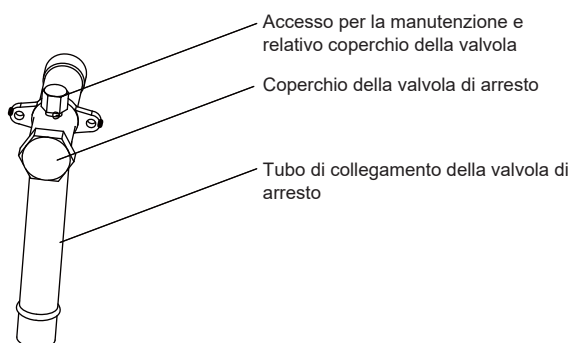 Accesso per la manutenzione e
relativo coperchio della valvola
Coperchio della valvola di arresto
Tubo di collegamento della valvola di
arresto